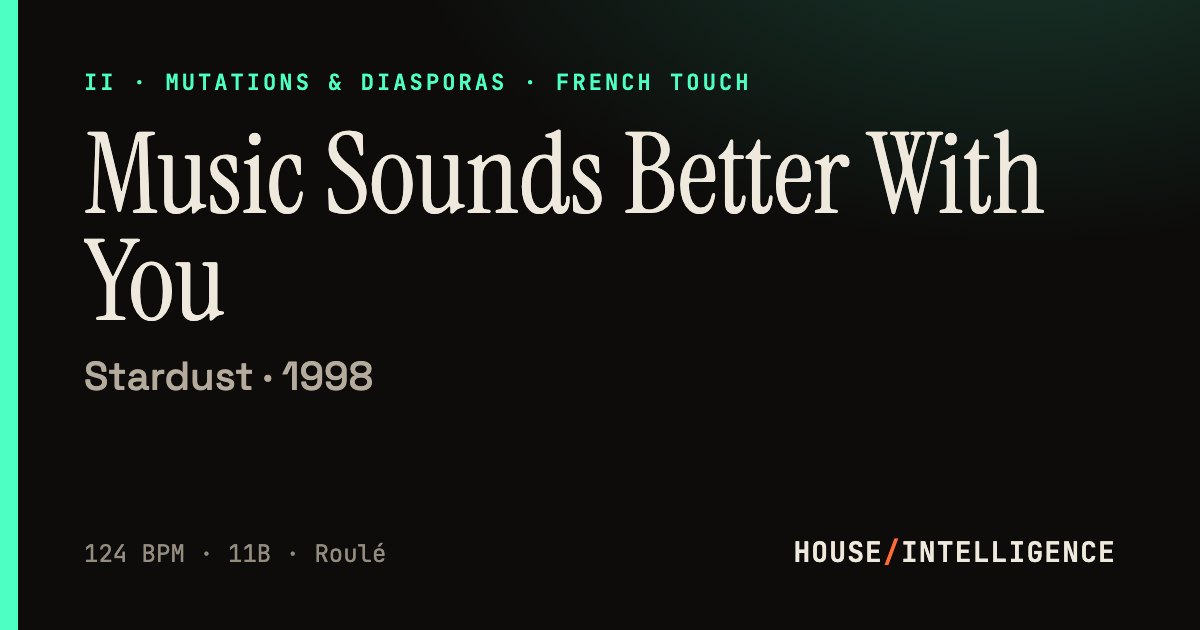 II · MUTATIONS & DIASPORAS · FRENCH TOUCH
Music Sounds Better With
You
Stardust · 1998
124 BPM · 11B · Roulé
HOUSE/INTELLIGENCE